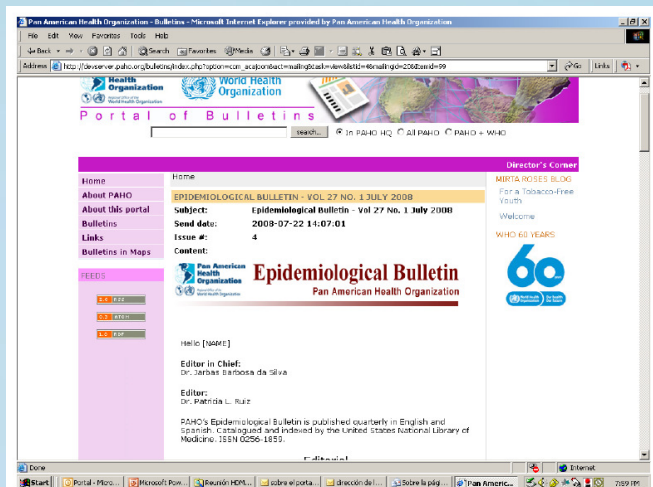 Pan American Health Organization - Bulletins - Microsoft Internet Explorer provided by Pan American Health Organization
File Edit View Favorites Tools Help
Back Search Favorites Media
Address http://devserver.paho.org/bulletins/index.php?option=com_acajoom&act=mailing&task=view&listid=4&mailingid=20&Itemid=99 Go Links
Health Organization
World Health Organization
Portal of Bulletins
search... In PAHO HQ All PAHO PAHO + WHO
Director's Corner
Home
About PAHO
About this portal
Bulletins
Links
Bulletins in Maps
FEEDS
Home
EPIDEMIOLOGICAL BULLETIN - VOL 27 NO. 1 JULY 2008
Subject: Epidemiological Bulletin - Vol 27 No. 1 July 2008
Send date: 2008-07-22 14:07:01
Issue #: 4
Content:
Pan American Health Organization
Epidemiological Bulletin
Pan American Health Organization
Hello [NAME]
Editor in Chief:
Dr. Jarbas Barbosa da Silva
Editor:
Dr. Patricia L. Ruiz
PAHO's Epidemiological Bulletin is published quarterly in English and
Spanish. Catalogued and indexed by the United States National Library of
Medicine. ISSN 0256-1859.
Editorial
MIRTA ROSES BLOG
For a Tobacco-Free
Youth
Welcome
WHO 60 YEARS
60
Done Internet
Start Portal - Micro... Microsoft Pow... Reunión HDM... sobre el porta... dirección de l... Sobre la pági... Pan Americ... 7:59 PM